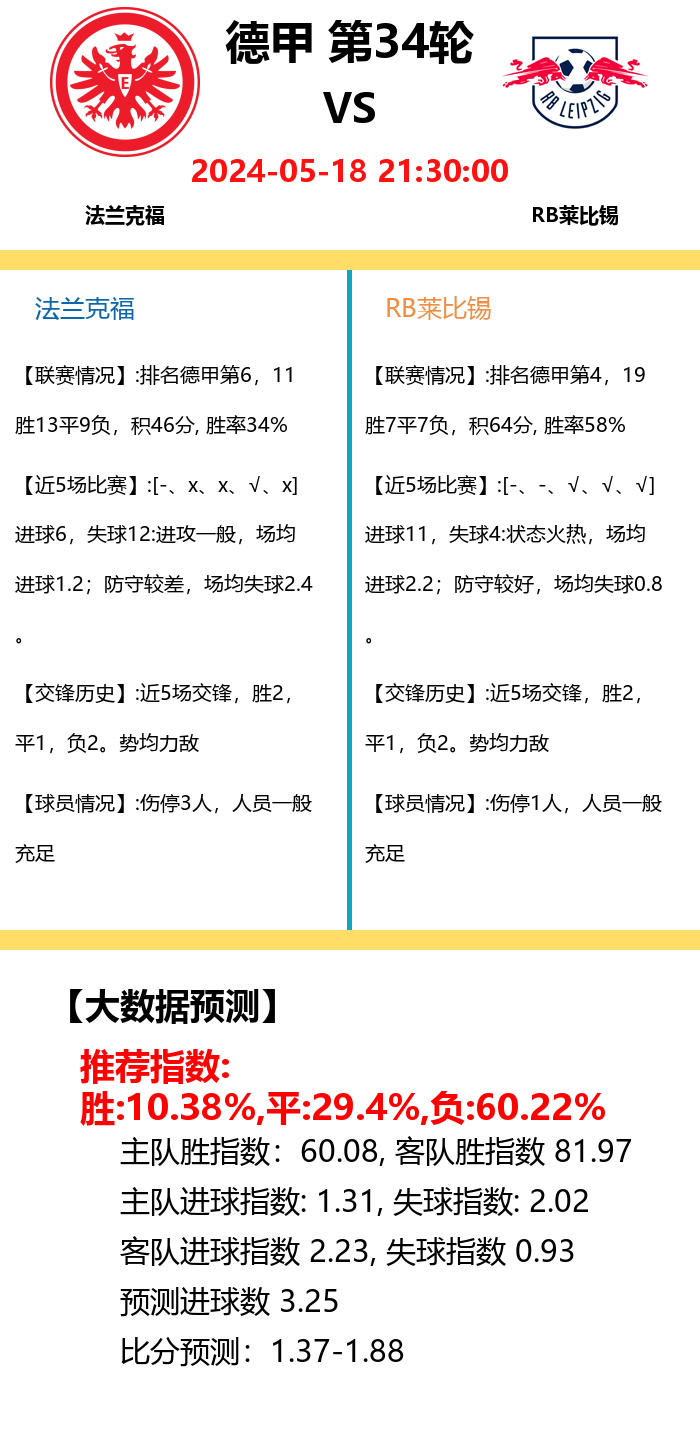 德甲 第34轮
VS
2024-05-18 21:30:00
法兰克福
RB莱比锡
E
RB LEIPZIG
法兰克福
【联赛情况】:排名德甲第6，11
胜13平9负，积46分, 胜率34%
【近5场比赛】:[-、x、x、√、x]
进球6，失球12:进攻一般，场均
进球1.2；防守较差，场均失球2.4
。
【交锋历史】:近5场交锋，胜2，
平1，负2。势均力敌
【球员情况】:伤停3人，人员一般
充足
RB莱比锡
【联赛情况】:排名德甲第4，19
胜7平7负，积64分, 胜率58%
【近5场比赛】:[-、-、√、√、√]
进球11，失球4:状态火热，场均
进球2.2；防守较好，场均失球0.8
。
【交锋历史】:近5场交锋，胜2，
平1，负2。势均力敌
【球员情况】:伤停1人，人员一般
充足
【大数据预测】
推荐指数:
胜:10.38%,平:29.4%,负:60.22%
主队胜指数：60.08, 客队胜指数 81.97
主队进球指数: 1.31, 失球指数: 2.02
客队进球指数 2.23, 失球指数 0.93
预测进球数 3.25
比分预测：1.37-1.88